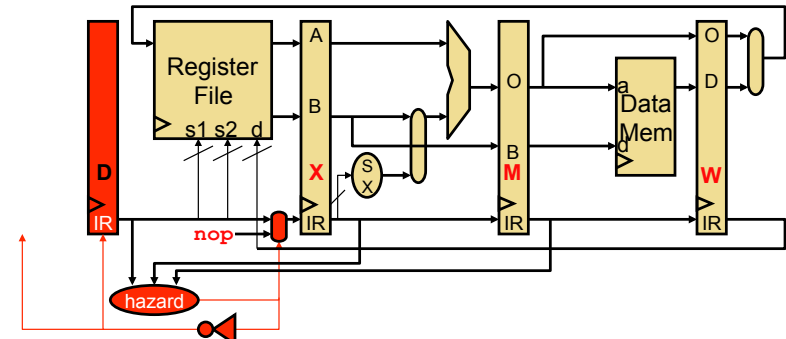 A
O
Register
File
B
O
a
D
Data
Mem
s1 s2 d
S
X
B
d
D
X
M
W
IR
IR
IR
IR
nop
hazard